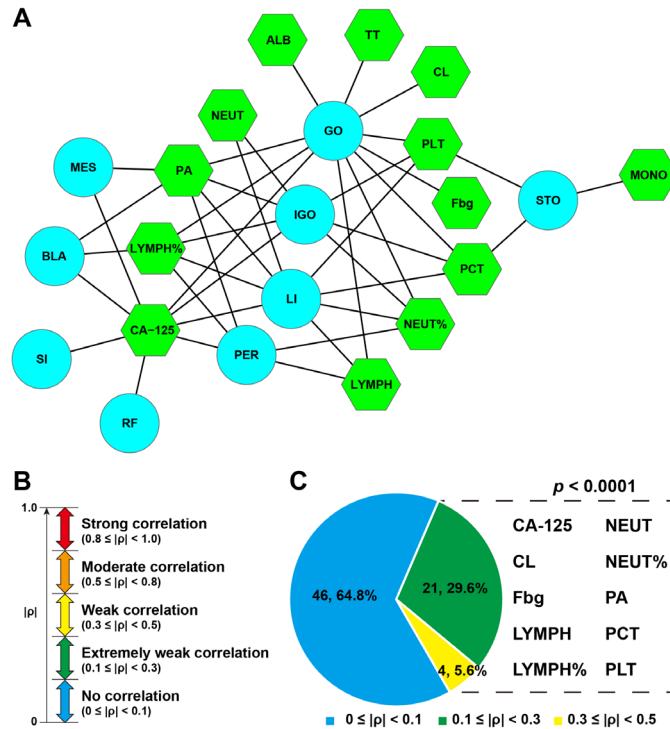 A
ALB
TT
CL
NEUT
GO
PLT
MES
PA
MONO
Fbg
STO
IGO
LYMPH%
BLA
PCT
LI
CA−125
NEUT%
SI
PER
LYMPH
RF
B
1.0
|ρ|
0
Strong correlation
(0.8 ≤ |ρ| < 1.0)
Moderate correlation
(0.5 ≤ |ρ| < 0.8)
Weak correlation
(0.3 ≤ |ρ| < 0.5)
Extremely weak correlation
(0.1 ≤ |ρ| < 0.3)
No correlation
(0 ≤ |ρ| < 0.1)
C
46, 64.8%
21, 29.6%
4, 5.6%
p < 0.0001
CA-125 NEUT
CL NEUT%
Fbg PA
LYMPH PCT
LYMPH% PLT
0 ≤ |ρ| < 0.1 0.1 ≤ |ρ| < 0.3 0.3 ≤ |ρ| < 0.5